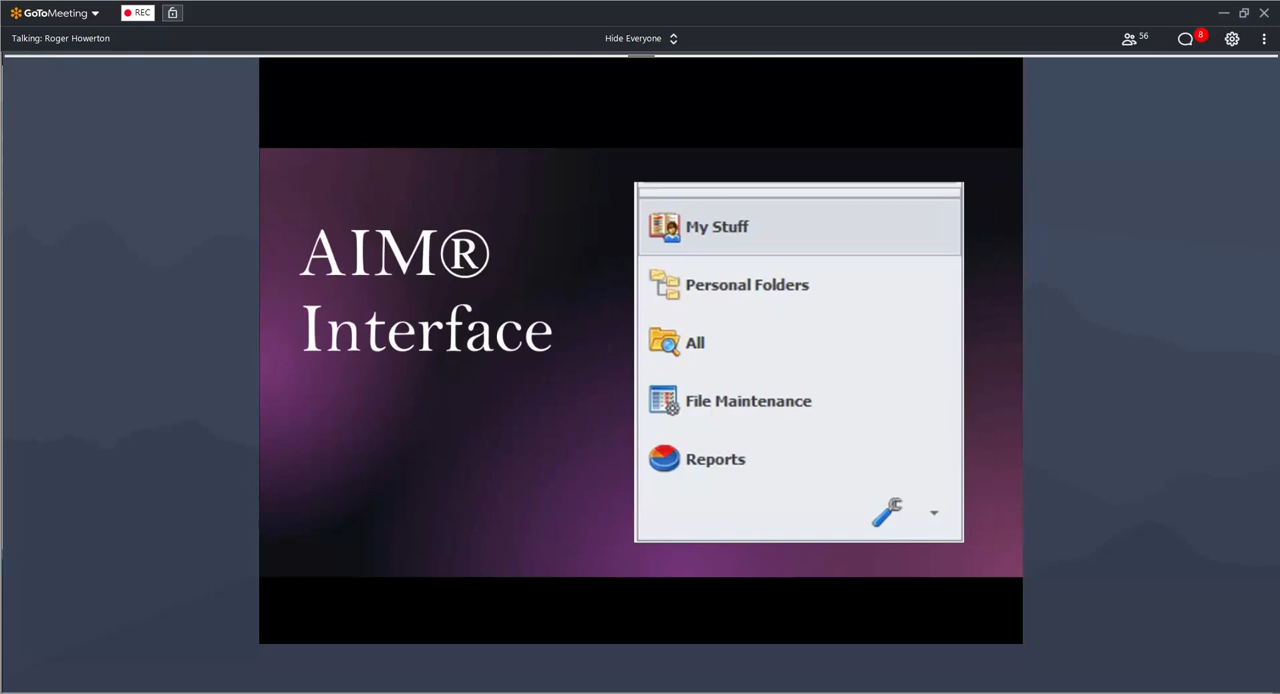 GoToMeeting
REC
Talking: Roger Howerton
Hide Everyone
56
8
AIM®
Interface
My Stuff
Personal Folders
All
File Maintenance
Reports